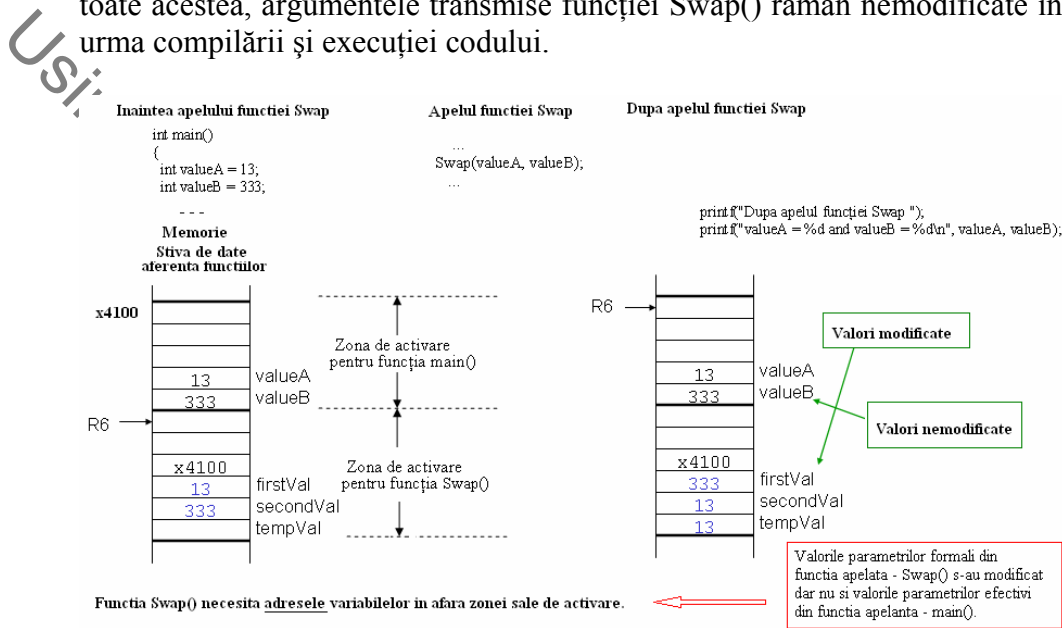 toate acestea, argumentele transmise funcţiei Swap() rămân nemodificate în
urma compilării şi execuţiei codului.
Inaintea apelului functiei Swap
Apelul functiei Swap
Dupa apelul functiei Swap
int main()
{
int valueA = 13;
int valueB = 333;
- - -
...
Swap(valueA, valueB);
...
printf("Dupa apelul funcţiei Swap ");
printf("valueA = %d and valueB = %d\n", valueA, valueB);
Memorie
Stiva de date
aferenta functiilor
x4100
13 valueA
333 valueB
R6
x4100
13 firstVal
333 secondVal
tempVal
Zona de activare
pentru funcţia main()
Zona de activare
pentru funcţia Swap()
R6
13 valueA
333 valueB
x4100
333 firstVal
13 secondVal
13 tempVal
Valori modificate
Valori nemodificate
Valorile parametrilor formali din
functia apelata - Swap() s-au modificat
dar nu si valorile parametrilor efectivi
din functia apelanta - main().
Functia Swap() necesita adresele variabilelor in afara zonei sale de activare.